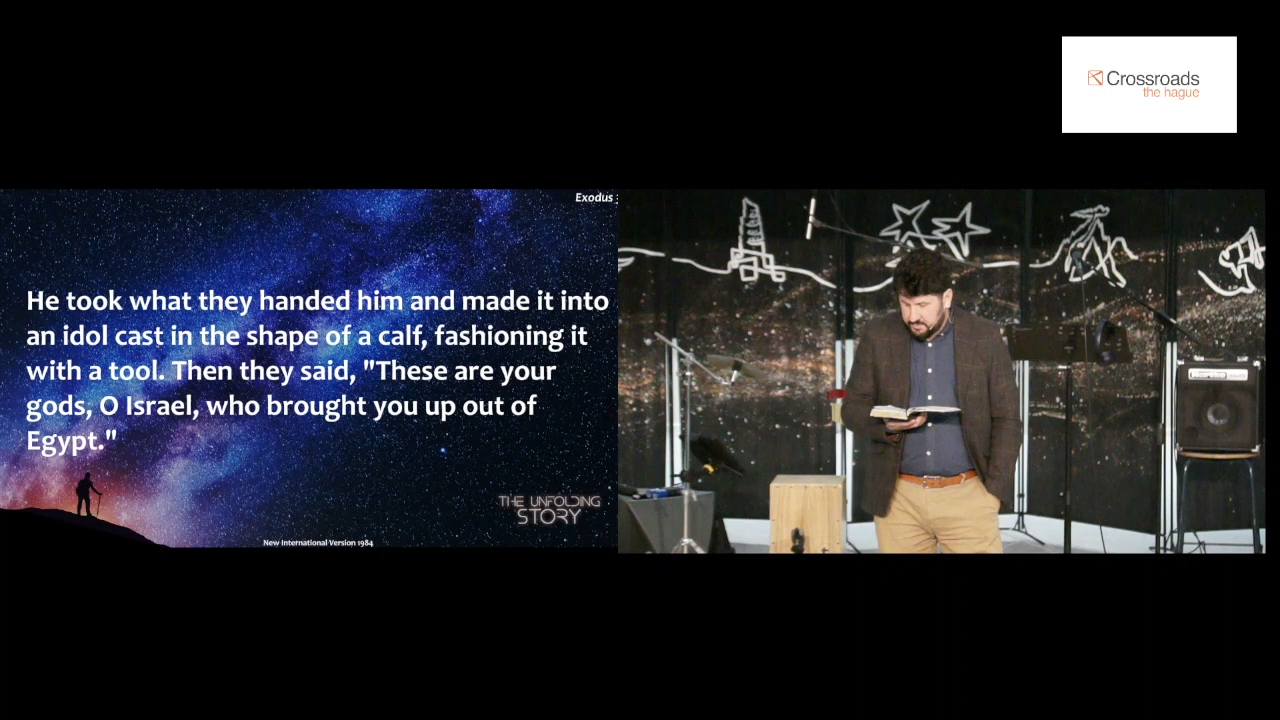 Crossroads
the hague
Exodus
He took what they handed him and made it into
an idol cast in the shape of a calf, fashioning it
with a tool. Then they said, "These are your
gods, O Israel, who brought you up out of
Egypt."
THE UNFOLDING
STORY
New International Version 1984